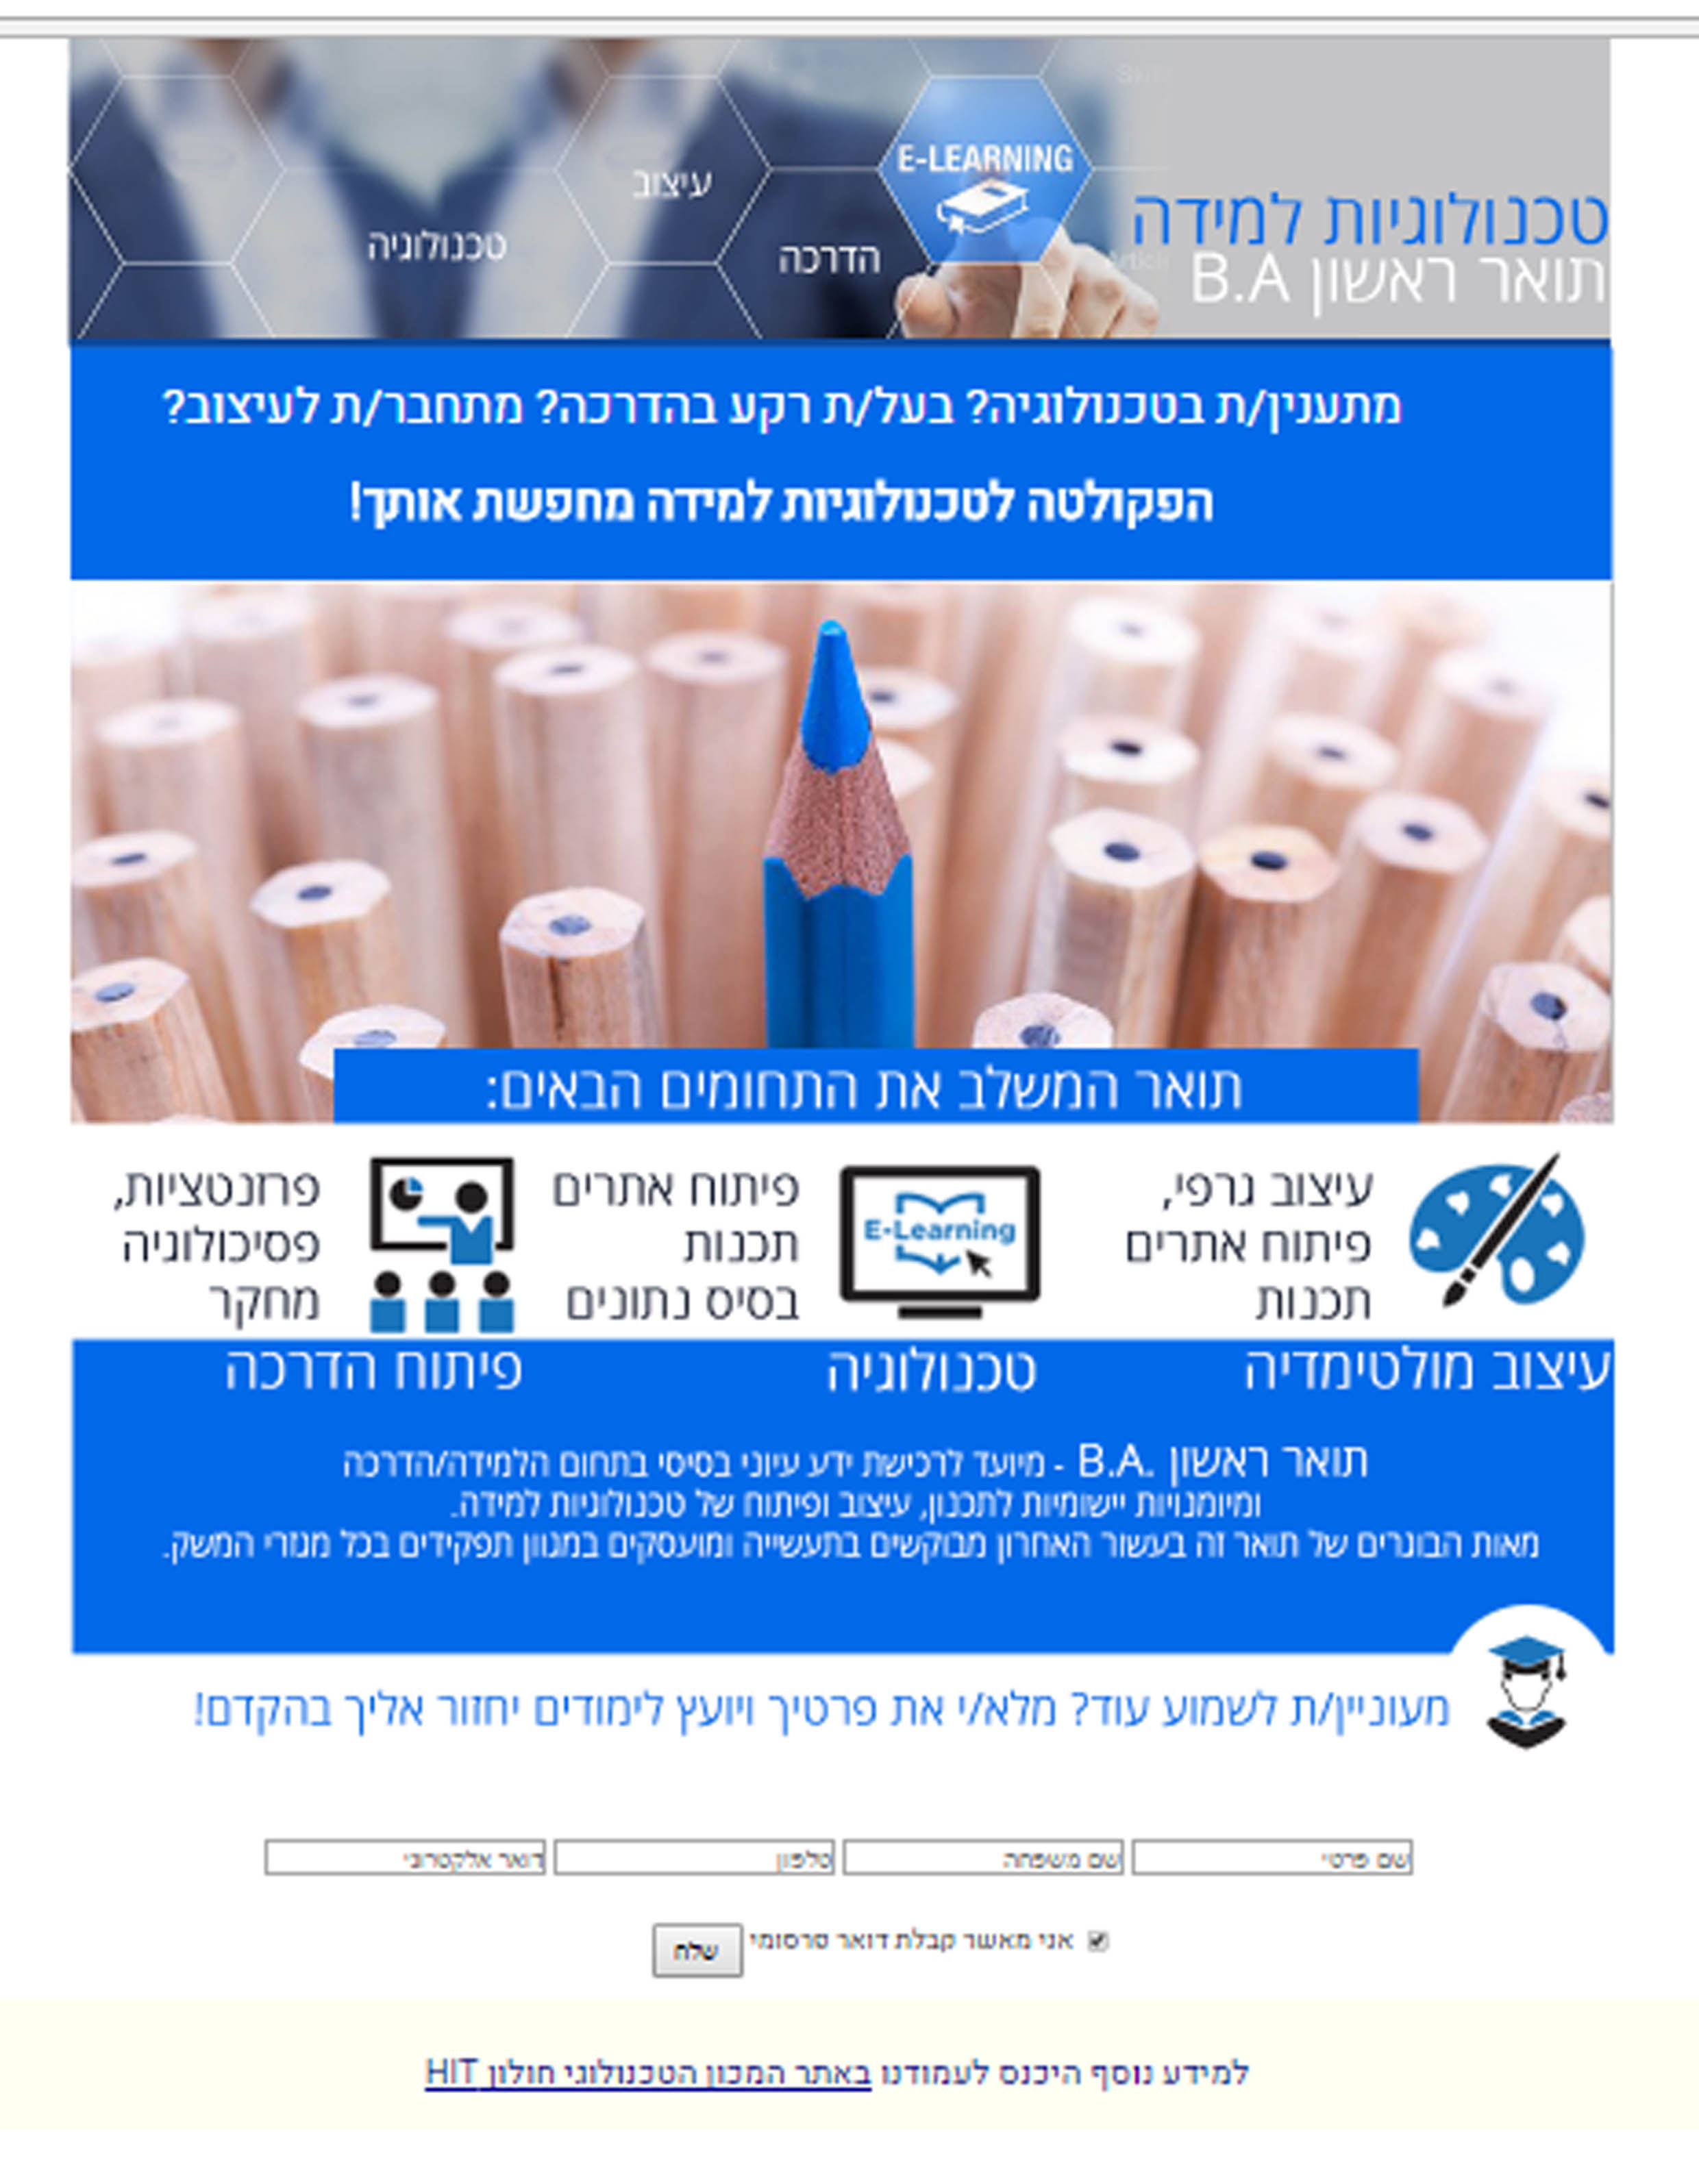 E-LEARNING
עיצוב
טכנולוגיה
הדרכה
טכנולוגיות למידה
תואר ראשון B.A
מתענין/ת בטכנולוגיה? בעל/ת רקע בהדרכה? מתחבר/ת לעיצוב?
הפקולטה לטכנולוגיות למידה מחפשת אותך!
תואר המשלב את התחומים הבאים:
עיצוב גרפי,
פיתוח אתרים
תכנות
עיצוב מולטימדיה
E-Learning
פיתוח אתרים
תכנות
בסיס נתונים
טכנולוגיה
פרזנטציות,
פסיכולוגיה
מחקר
פיתוח הדרכה
תואר ראשון .B.A - מיועד לרכישת ידע עיוני בסיסי בתחום הלמידה/הדרכה
ומיומנויות יישומיות לתכנון, עיצוב ופיתוח של טכנולוגיות למידה.
מאות הבוגרים של תואר זה בעשור האחרון מבוקשים בתעשייה ומועסקים במגוון תפקידים בכל מגזרי המשק.
מעוניין/ת לשמוע עוד? מלא/י את פרטיך ויועץ לימודים יחזור אליך בהקדם!
שם פרטי
שם משפחה
טלפון
דואר אלקטרוני
אני מאשר קבלת דואר פרסומי
שלח
למידע נוסף היכנס לעמודנו באתר המכון הטכנולוגי חולון HIT